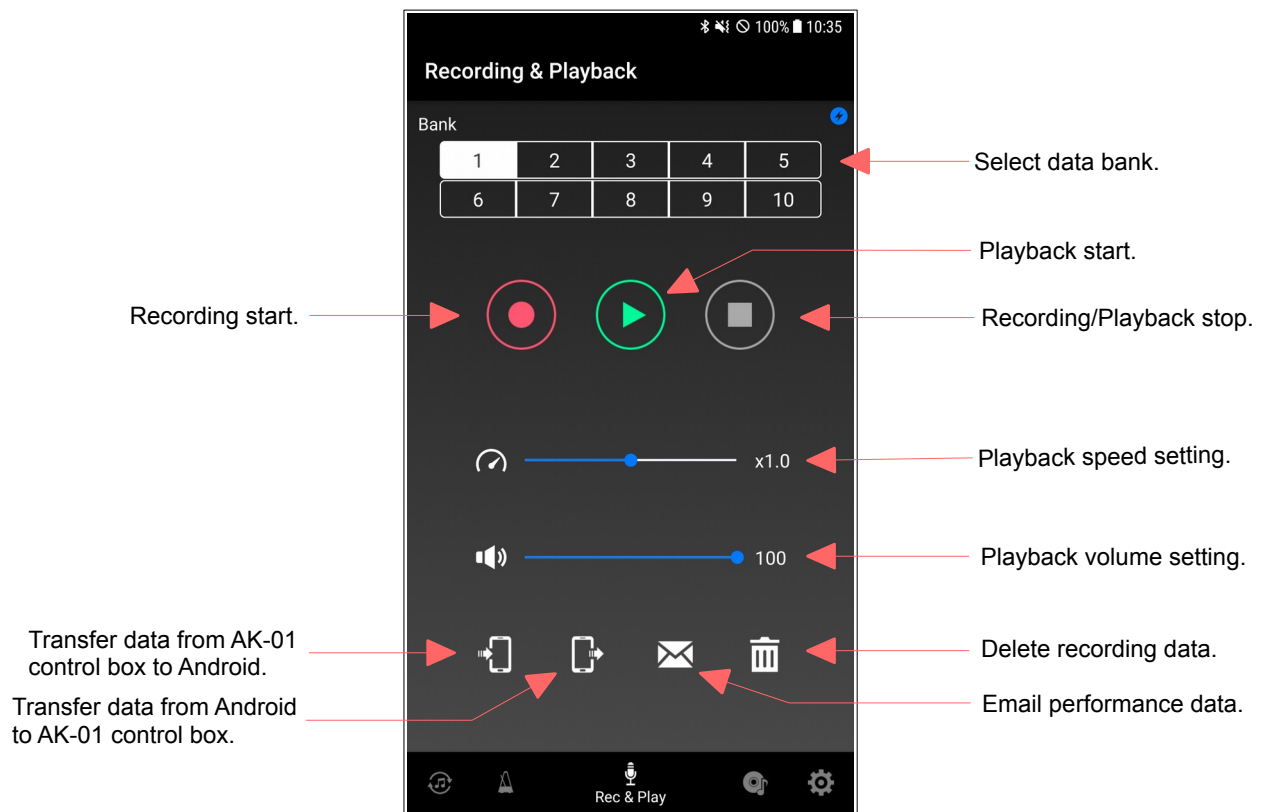 100% 10:35
Recording & Playback
Bank
1 2 3 4 5
6 7 8 9 10
Select data bank.
Playback start.
Recording start.
Recording/Playback stop.
x1.0
Playback speed setting.
100
Playback volume setting.
Transfer data from AK-01
control box to Android.
Delete recording data.
Transfer data from Android
to AK-01 control box.
Email performance data.
Rec & Play